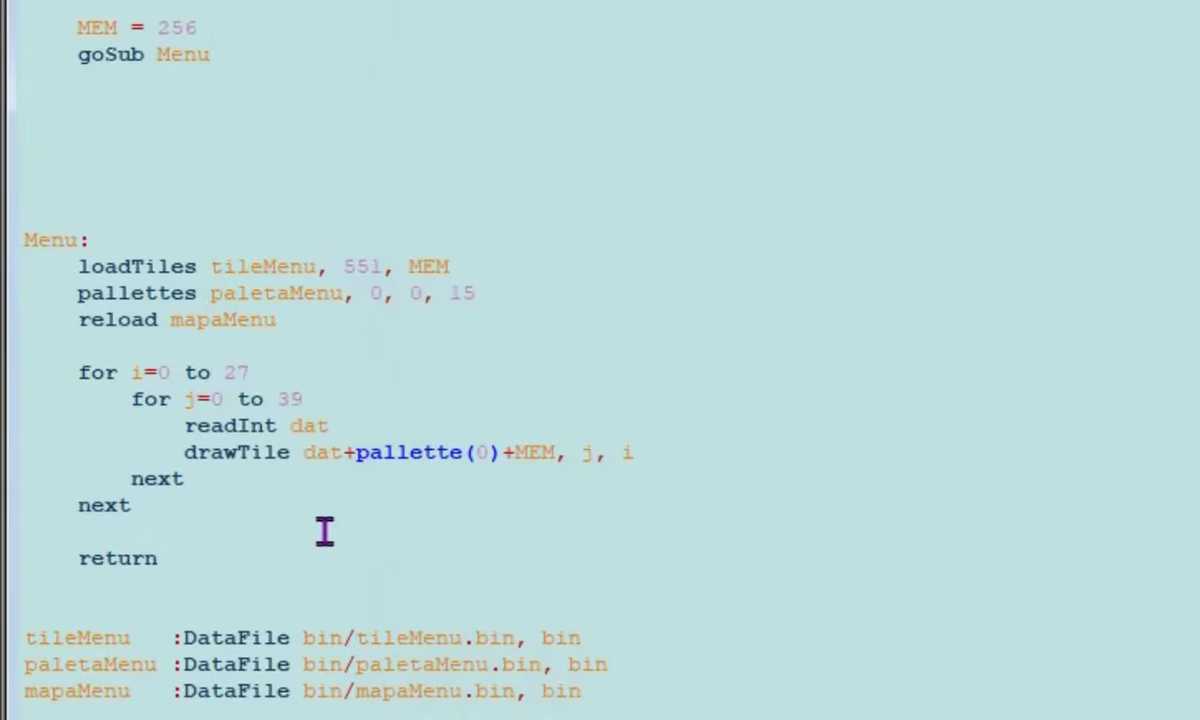 MEM = 256
goSub Menu
Menu:
loadTiles tileMenu, 551, MEM
pallettes paletaMenu, 0, 0, 15
reload mapaMenu
for i=0 to 27
for j=0 to 39
readInt dat
drawTile dat+pallette(0)+MEM, j, i
next
next
return
tileMenu :DataFile bin/tileMenu.bin, bin
paletaMenu :DataFile bin/paletaMenu.bin, bin
mapaMenu :DataFile bin/mapaMenu.bin, bin